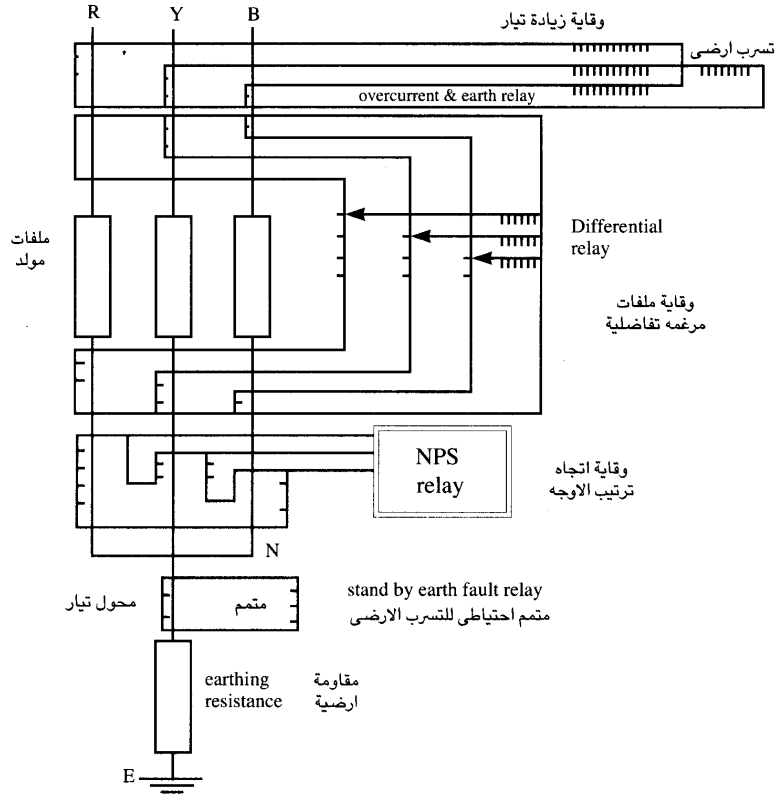 R
Y
B
وقاية زيادة تيار
تسرب ارضى
overcurrent & earth relay
Differential
relay
ملفات
مولد
وقاية ملفات
مرغمه تفاضلية
NPS
relay
وقاية اتجاه
ترتيب الاوجه
N
محول تيار
متمم
stand by earth fault relay
متمم احتياطى للتسرب الارضى
earthing
resistance
مقاومة
ارضية
E